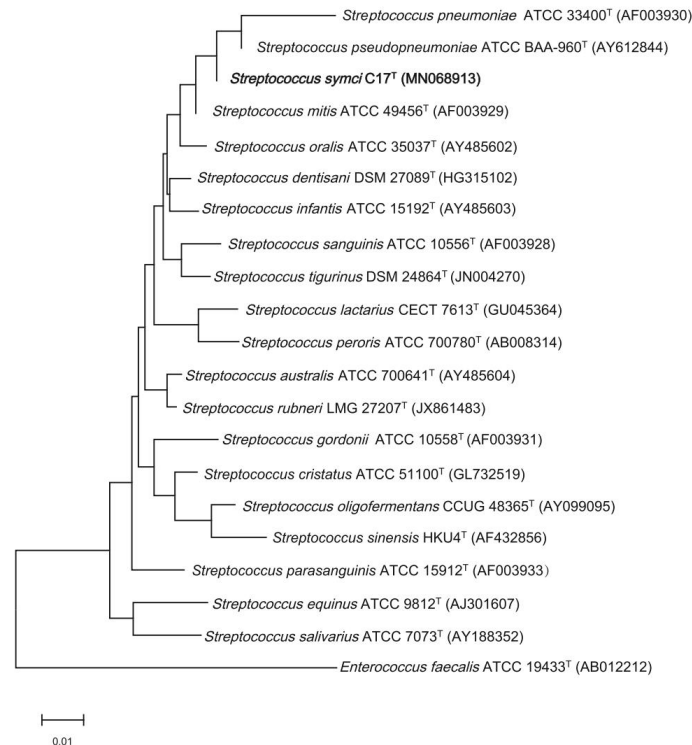 Streptococcus pneumoniae ATCC 33400ᵀ (AF003930)
Streptococcus pseudopneumoniae ATCC BAA-960ᵀ (AY612844)
Streptococcus symci C17ᵀ (MN068913)
Streptococcus mitis ATCC 49456ᵀ (AF003929)
Streptococcus oralis ATCC 35037ᵀ (AY485602)
Streptococcus dentisani DSM 27089ᵀ (HG315102)
Streptococcus infantis ATCC 15192ᵀ (AY485603)
Streptococcus sanguinis ATCC 10556ᵀ (AF003928)
Streptococcus tigurinus DSM 24864ᵀ (JN004270)
Streptococcus lactarius CECT 7613ᵀ (GU045364)
Streptococcus peroris ATCC 700780ᵀ (AB008314)
Streptococcus australis ATCC 700641ᵀ (AY485604)
Streptococcus rubneri LMG 27207ᵀ (JX861483)
Streptococcus gordonii ATCC 10558ᵀ (AF003931)
Streptococcus cristatus ATCC 51100ᵀ (GL732519)
Streptococcus oligofermentans CCUG 48365ᵀ (AY099095)
Streptococcus sinensis HKU4ᵀ (AF432856)
Streptococcus parasanguinis ATCC 15912ᵀ (AF003933)
Streptococcus equinus ATCC 9812ᵀ (AJ301607)
Streptococcus salivarius ATCC 7073ᵀ (AY188352)
Enterococcus faecalis ATCC 19433ᵀ (AB012212)
0.01